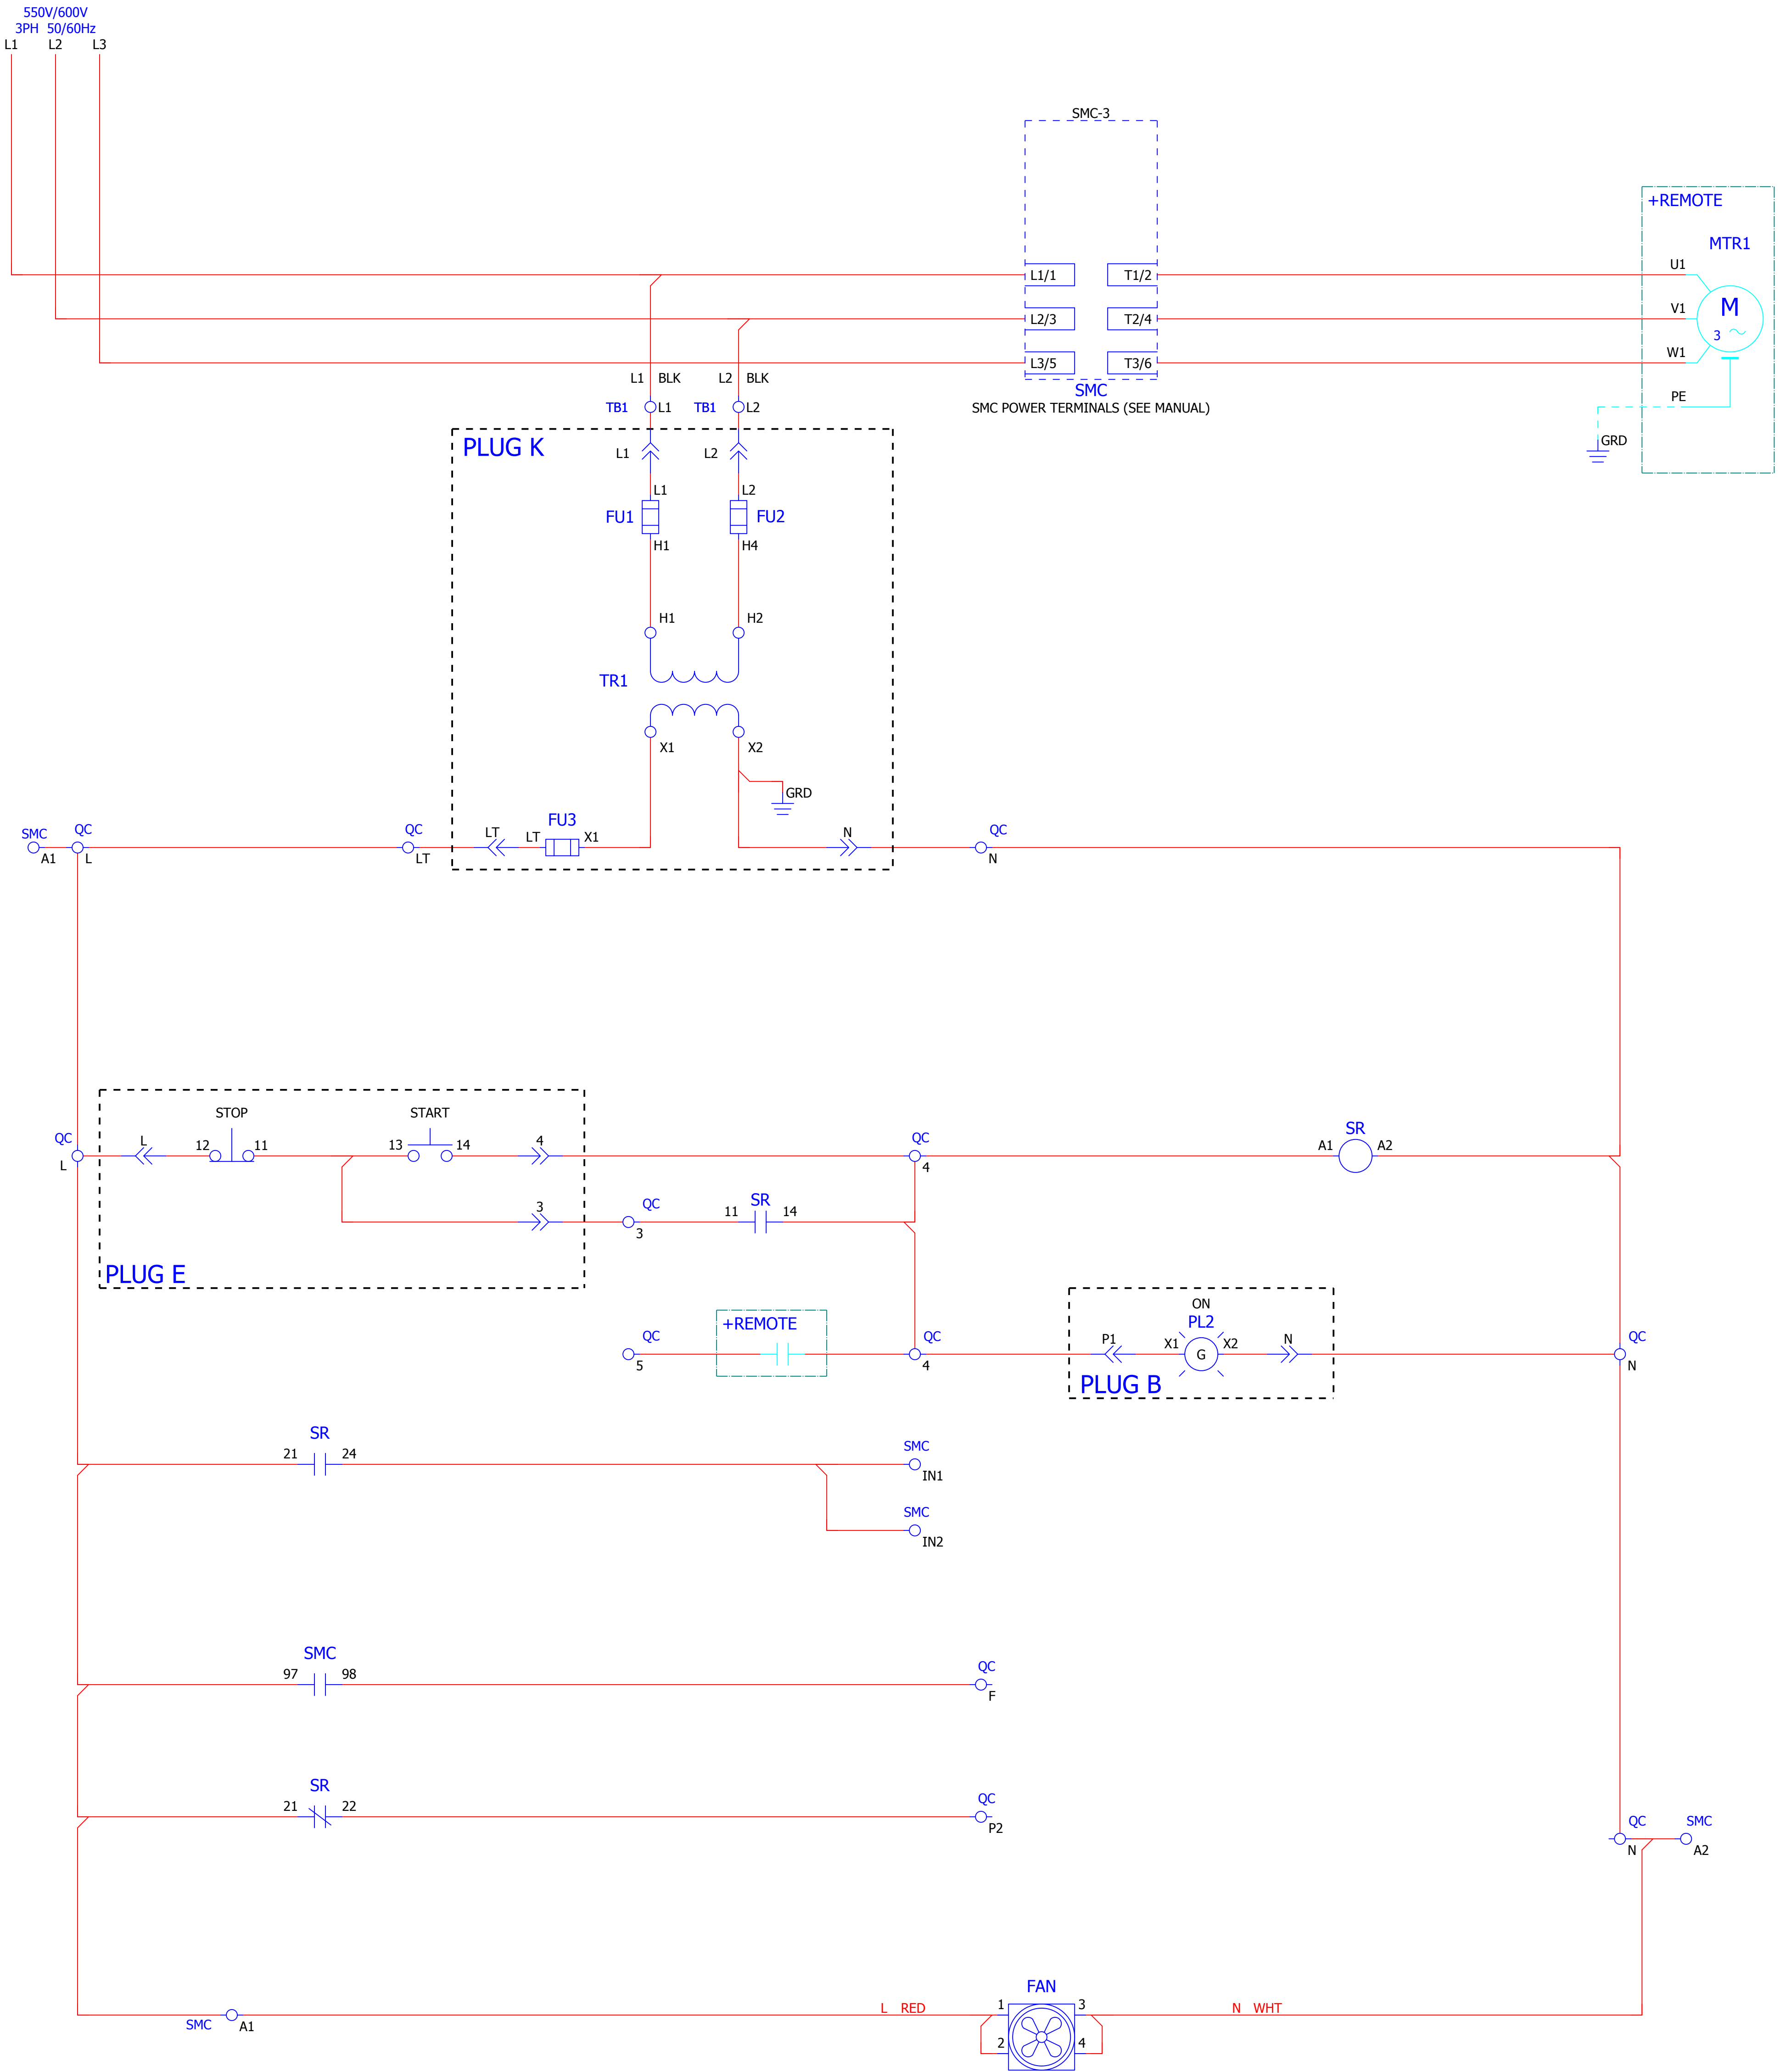 550V/600V
3PH 50/60Hz
L1 L2 L3
SMC-3
+REMOTE
MTR1
L1/1 T1/2 U1
L2/3 T2/4 V1 M
3
L3/5 T3/6 W1
SMC
SMC POWER TERMINALS (SEE MANUAL)
PE
GRD
L1 BLK L2 BLK
TB1 L1 TB1 L2
PLUG K
L1 L2
L1 L2
FU1 FU2
H1 H4
H1 H2
TR1
X1 X2
GRD
SMC QC QC FU3 QC
LT LT X1 N
A1 L LT N
STOP START
QC L 12 11 13 14 4 QC SR
A1 A2
L 4
3 QC SR
11 14
3
PLUG E
+REMOTE
ON
PL2
QC QC P1 X1 G X2 N QC
5 4 N
PLUG B
SR
21 24 SMC
IN1
SMC
IN2
SMC
97 98 QC
F
SR
21 22 QC
P2
QC SMC
N A2
FAN
L RED 1 3 N WHT
SMC A1
2 4